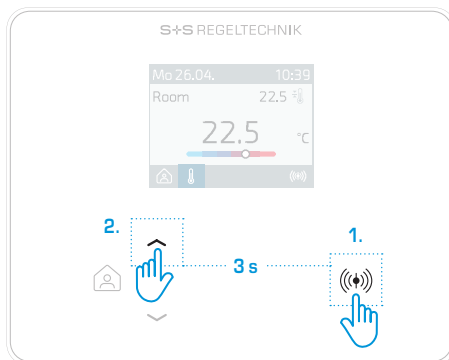 S+S REGELTECHNIK
Mo 26.04. 10:39
Room 22.5
22.5 °C
2.
1.
3 s